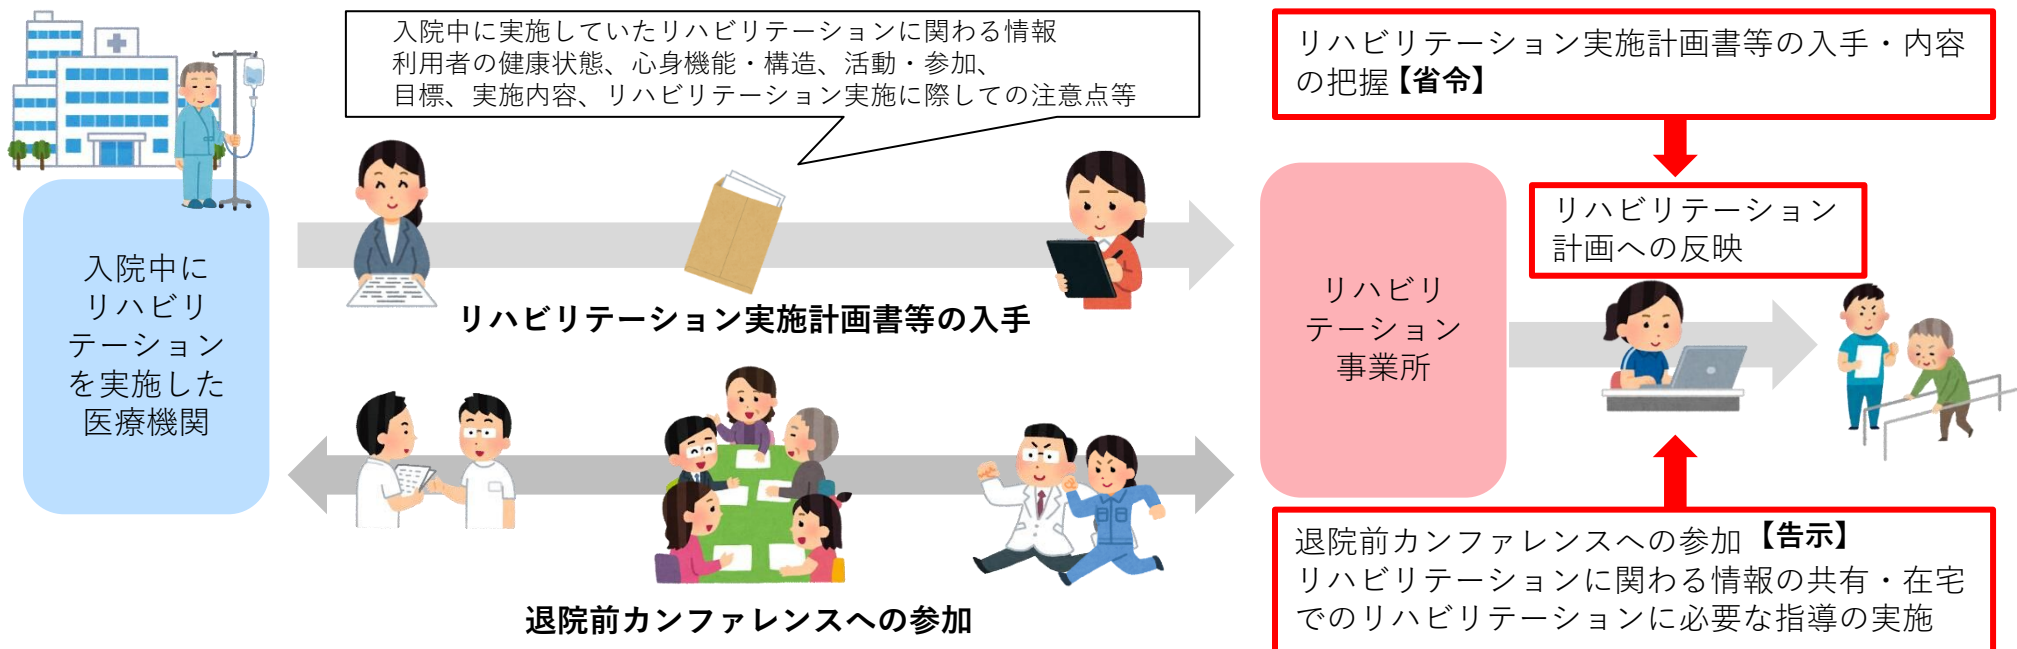 入院中に実施していたリハビリテーションに関わる情報
利用者の健康状態、心身機能・構造、活動・参加、
目標、実施内容、リハビリテーション実施に際しての注意点等
リハビリテーション実施計画書等の入手・内容
の把握【省令】
リハビリテーション
計画への反映
入院中に
リハビリ
テーション
を実施した
医療機関
リハビリテーション実施計画書等の入手
リハビリ
テーション
事業所
退院前カンファレンスへの参加
退院前カンファレンスへの参加【告示】
リハビリテーションに関わる情報の共有・在宅
でのリハビリテーションに必要な指導の実施